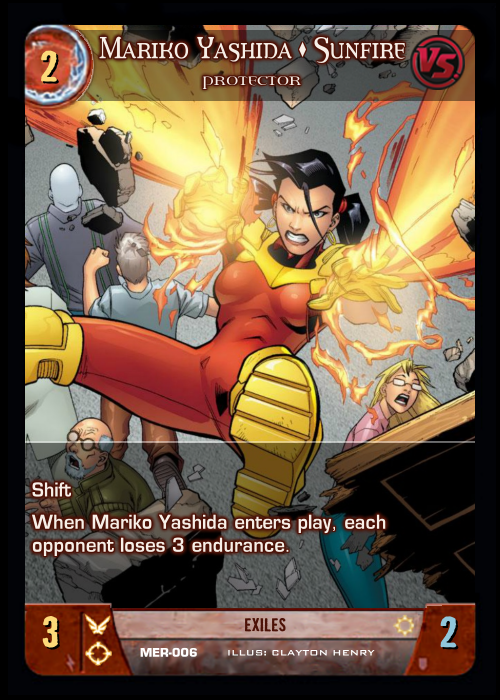 2
Mariko Yashida ♦ Sunfire
Protector
VS.
Shift
When Mariko Yashida enters play, each
opponent loses 3 endurance.
3
EXILES
2
MER-006 ILLUS: CLAYTON HENRY